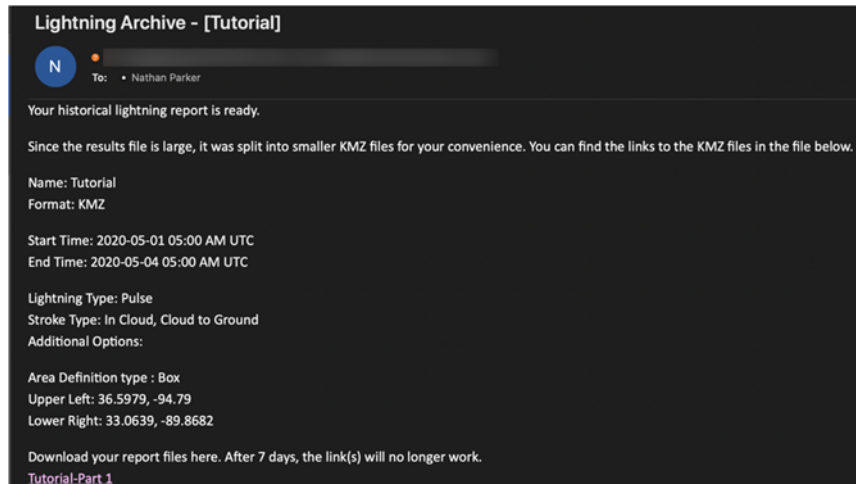 Lightning Archive - [Tutorial]
N
To: • Nathan Parker
Your historical lightning report is ready.
Since the results file is large, it was split into smaller KMZ files for your convenience. You can find the links to the KMZ files in the file below.
Name: Tutorial
Format: KMZ
Start Time: 2020-05-01 05:00 AM UTC
End Time: 2020-05-04 05:00 AM UTC
Lightning Type: Pulse
Stroke Type: In Cloud, Cloud to Ground
Additional Options:
Area Definition type : Box
Upper Left: 36.5979, -94.79
Lower Right: 33.0639, -89.8682
Download your report files here. After 7 days, the link(s) will no longer work.
Tutorial-Part 1